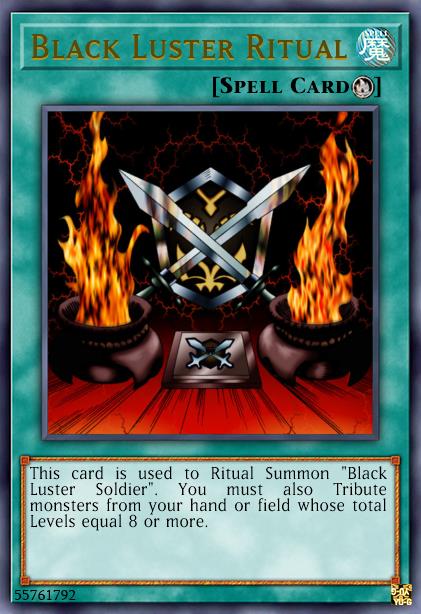 Black Luster Ritual
SPELL
魔
[Spell Card]
This card is used to Ritual Summon "Black
Luster Soldier". You must also Tribute
monsters from your hand or field whose total
Levels equal 8 or more.
55761792